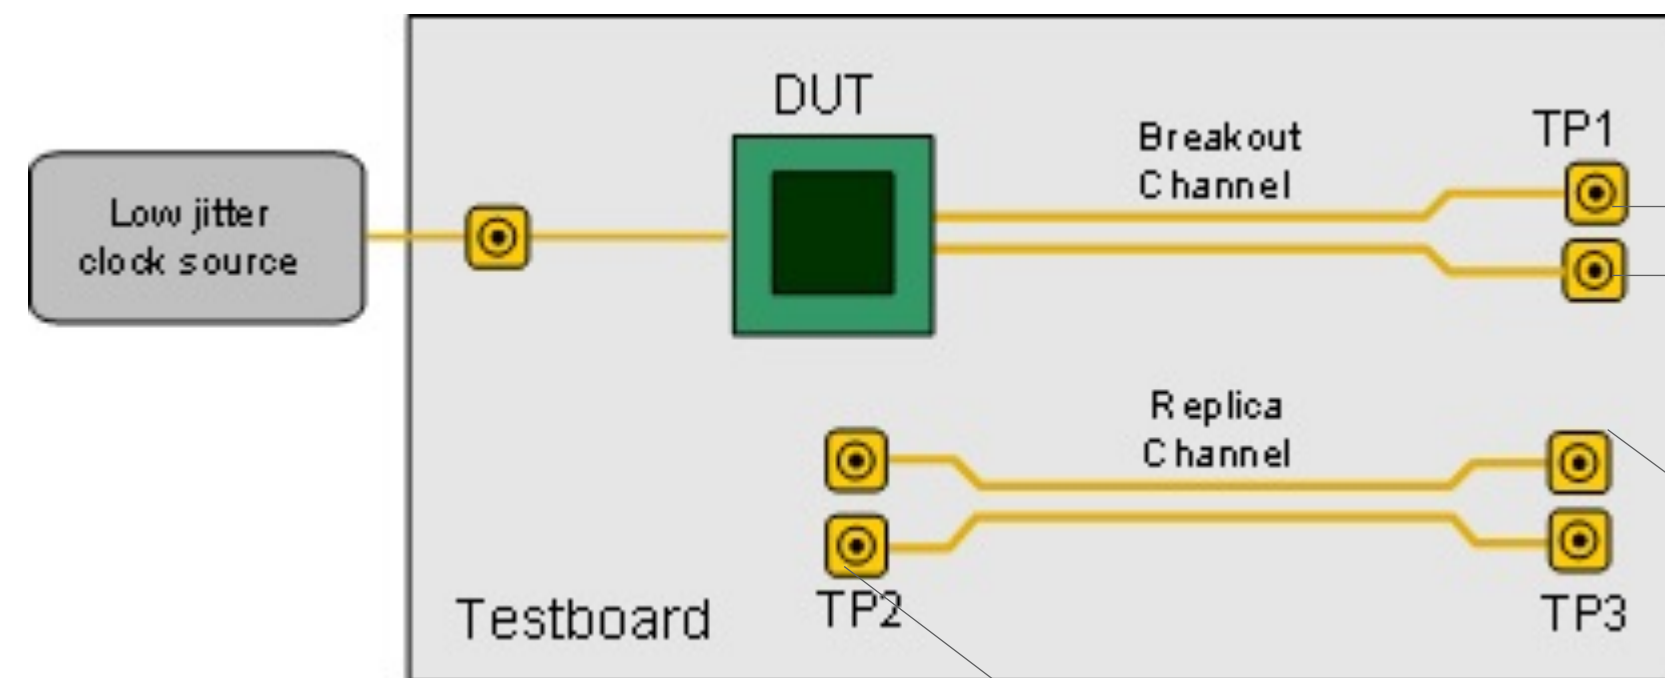 DUT
Breakout
Channel
TP1
Low jitter
clock source
Replica
Channel
Testboard
TP2
TP3